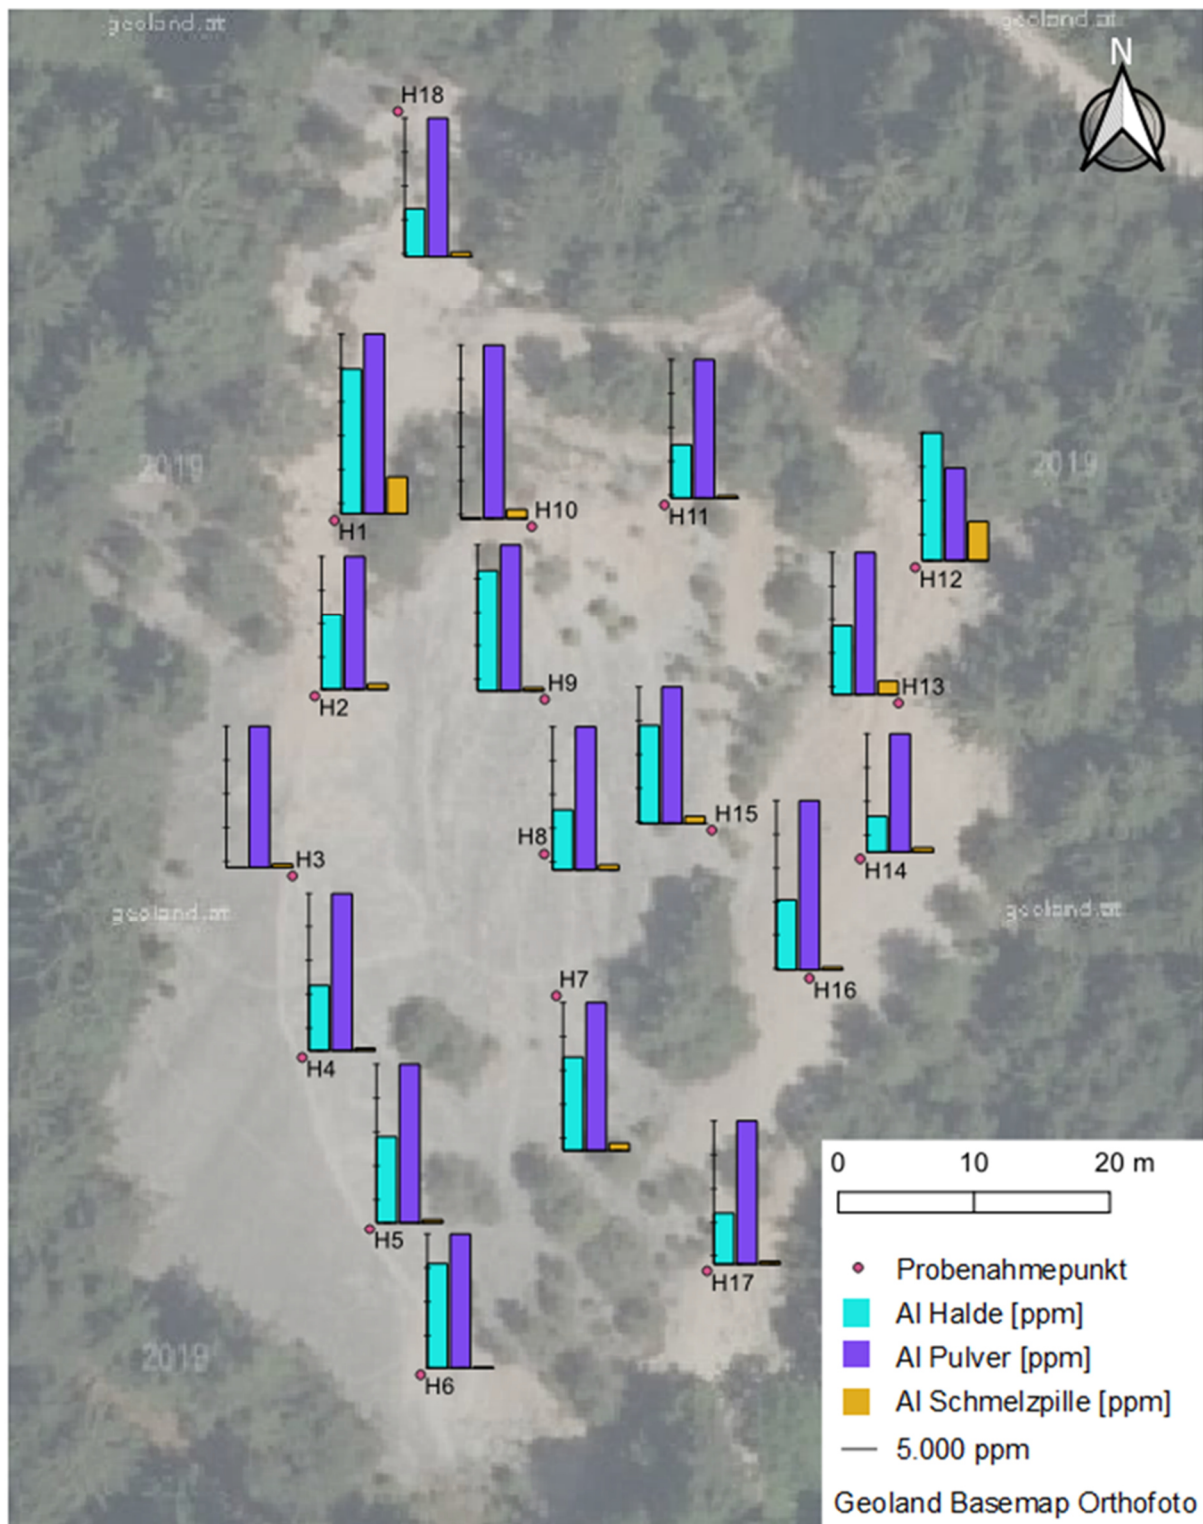 geoland.at
geoland.at
N
H18
2019
2019
H1
H10
H11
H12
H2
H9
H13
H3
H8
H15
H14
geoland.at
geoland.at
H7
H16
H4
H5
H17
H6
2019
0 10 20 m
Probenahmepunkt
Al Halde [ppm]
Al Pulver [ppm]
Al Schmelzpille [ppm]
5.000 ppm
Geoland Basemap Orthofoto